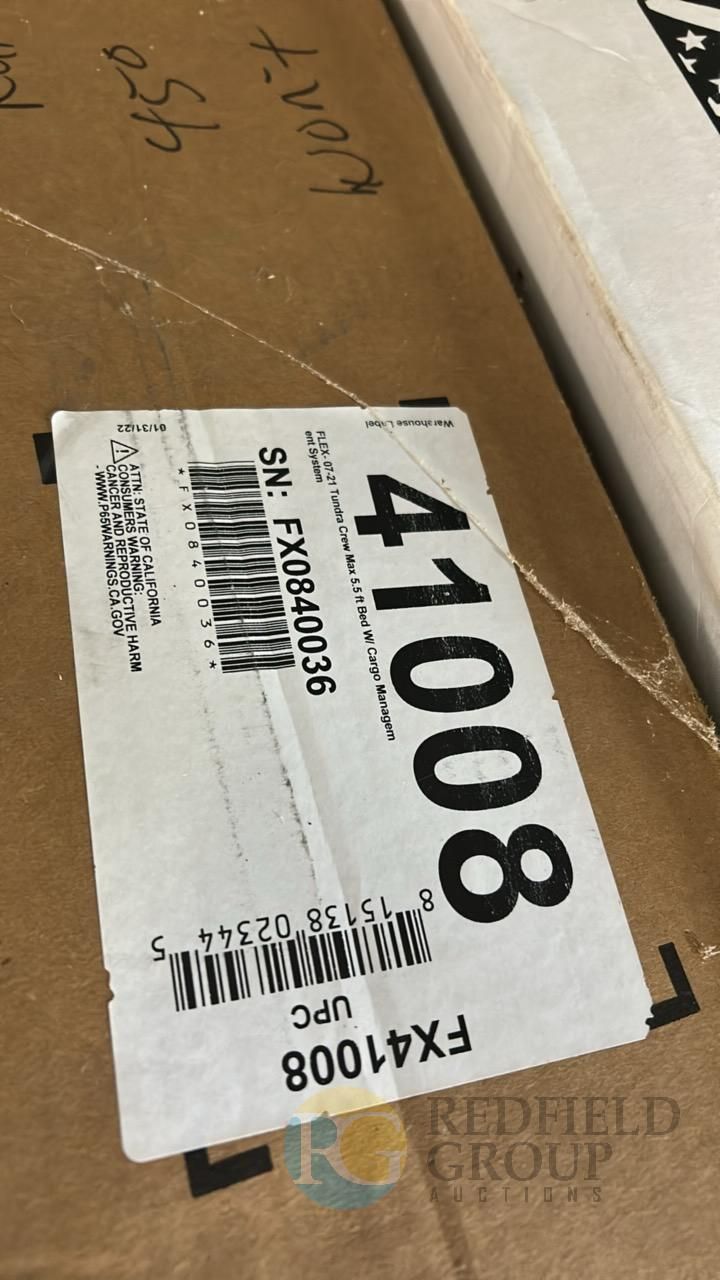 WON'T
450
Warehouse Label
01/31/22
41008
FLEX- 07-21 Tundra Crew Max 5.5 ft Bed W/ Cargo Managem
ent System
SN: FX0840036
*FX0840036*
ATTN: STATE OF CALIFORNIA
CONSUMERS WARNING:
CANCER AND REPRODUCTIVE HARM
- WWW.P65WARNINGS.CA.GOV
8 15138 02344 5
UPC
FX41008
RG
REDFIELD
GROUP
AUCTIONS